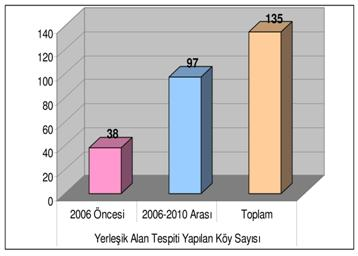 140
120
100
80
60
40
20
0
38
97
135
2006 Öncesi
2006-2010 Arası
Toplam
Yerleşik Alan Tespiti Yapılan Köy Sayısı